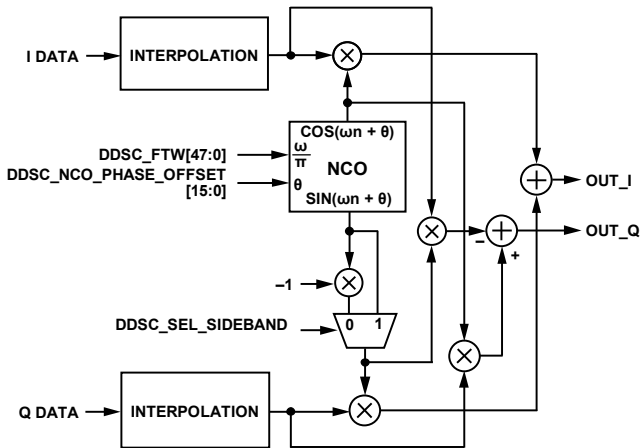 I DATA
INTERPOLATION
COS(ωn + θ)
DDSC_FTW[47:0]
ω
π
NCO
DDSC_NCO_PHASE_OFFSET
[15:0]
θ
SIN(ωn + θ)
OUT_I
OUT_Q
–
+
–1
0
1
DDSC_SEL_SIDEBAND
Q DATA
INTERPOLATION